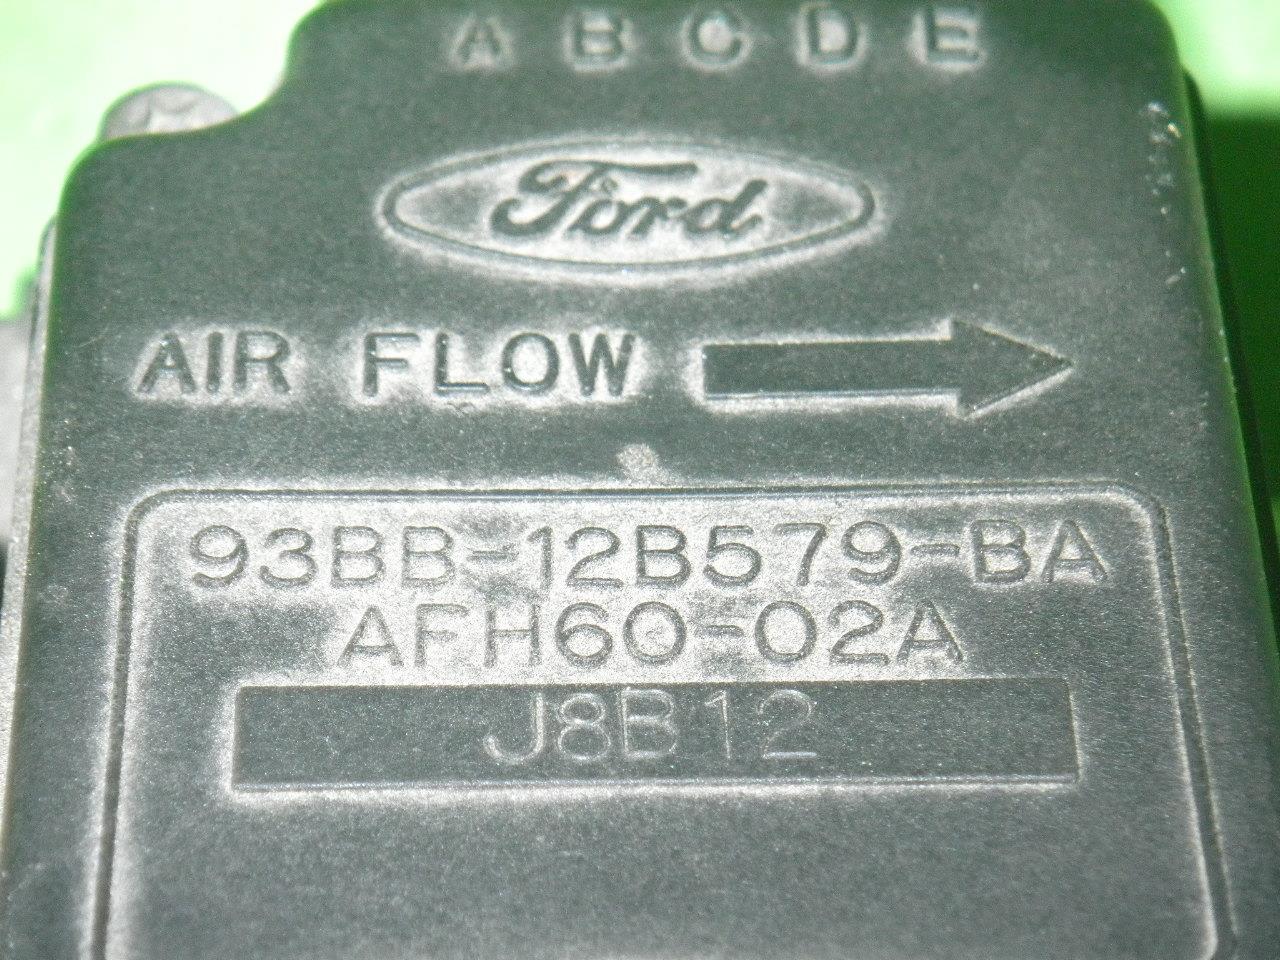 A B C D E
Ford
AIR FLOW
93BB-12B579-BA
AFH60-02A
J8B12